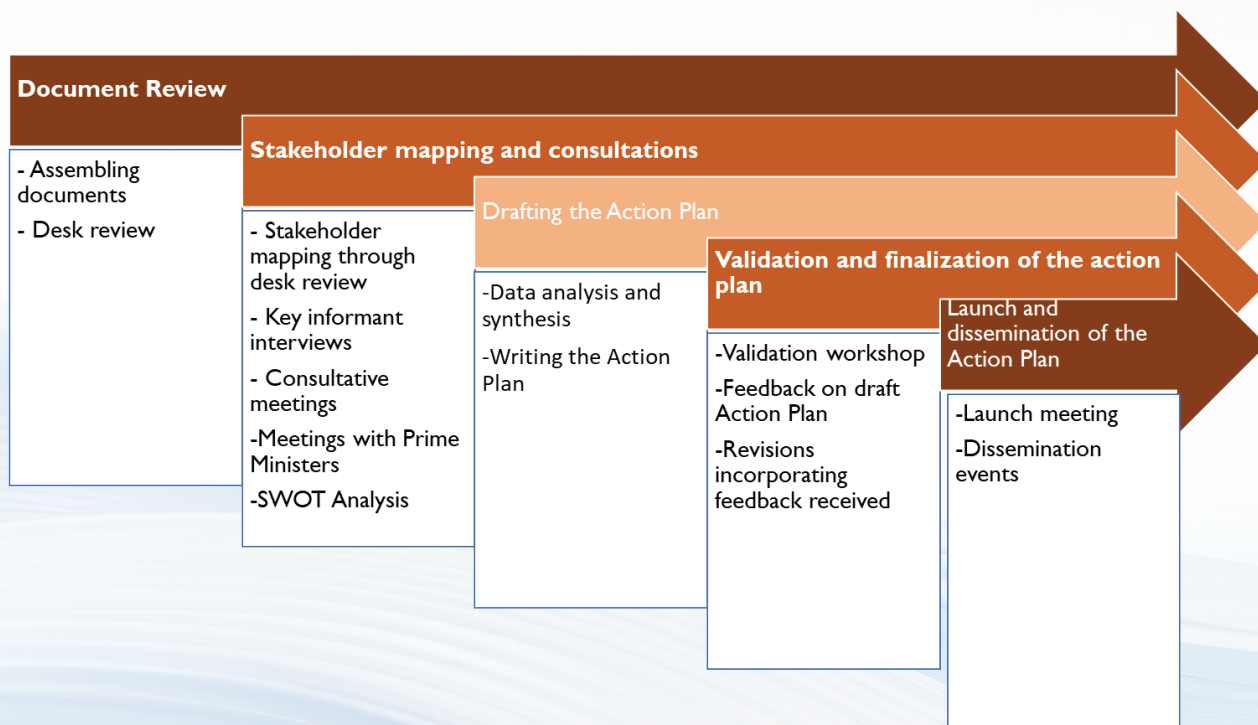 Document Review
- Assembling
documents
- Desk review
Stakeholder mapping and consultations
- Stakeholder
mapping through
desk review
- Key informant
interviews
- Consultative
meetings
-Meetings with Prime
Ministers
-SWOT Analysis
Drafting the Action Plan
-Data analysis and
synthesis
-Writing the Action
Plan
Validation and finalization of the action
plan
-Validation workshop
-Feedback on draft
Action Plan
-Revisions
incorporating
feedback received
Launch and
dissemination of the
Action Plan
-Launch meeting
-Dissemination
events